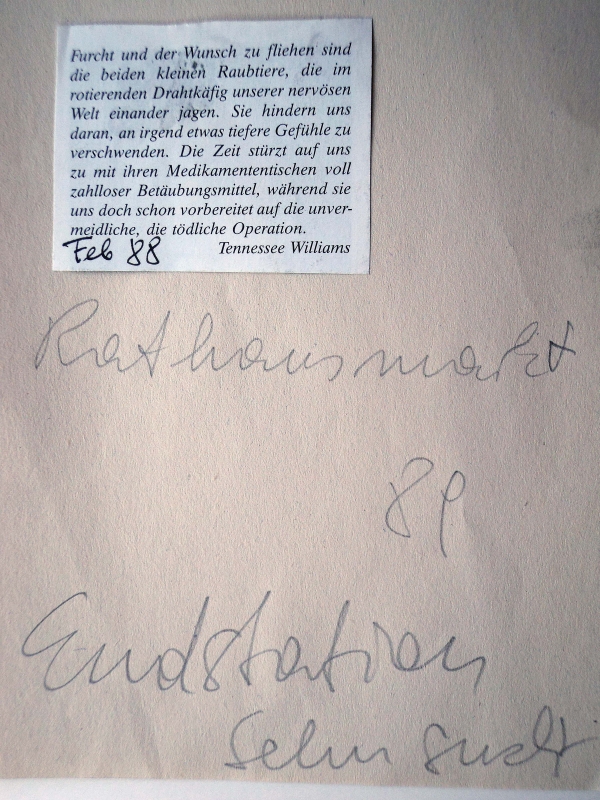 Furcht und der Wunsch zu fliehen sind
die beiden kleinen Raubtiere, die im
rotierenden Drahtkäfig unserer nervösen
Welt einander jagen. Sie hindern uns
daran, an irgend etwas tiefere Gefühle zu
verschwenden. Die Zeit stürzt auf uns
zu mit ihren Medikamententischen voll
zahlloser Betäubungsmittel, während sie
uns doch schon vorbereitet auf die unver-
meidliche, die tödliche Operation.
Feb 88 Tennessee Williams
Rathausmarkt
89
Endstation
Sehnsucht